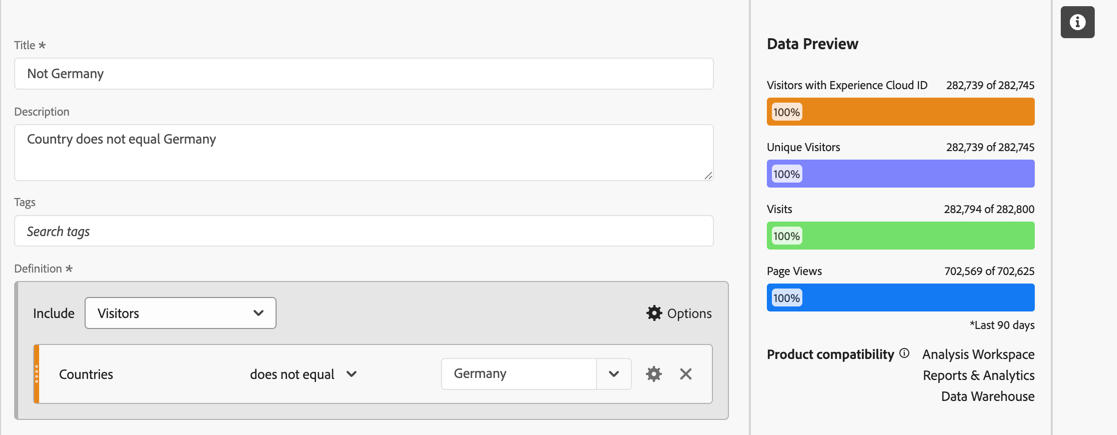 Title *
Not Germany
Description
Country does not equal Germany
Tags
Search tags
Definition *
Include Visitors Options
Countries does not equal Germany
Data Preview
Visitors with Experience Cloud ID 282,739 of 282,745
100%
Unique Visitors 282,739 of 282,745
100%
Visits 282,794 of 282,800
100%
Page Views 702,569 of 702,625
100%
*Last 90 days
Product compatibility Analysis Workspace
Reports & Analytics
Data Warehouse